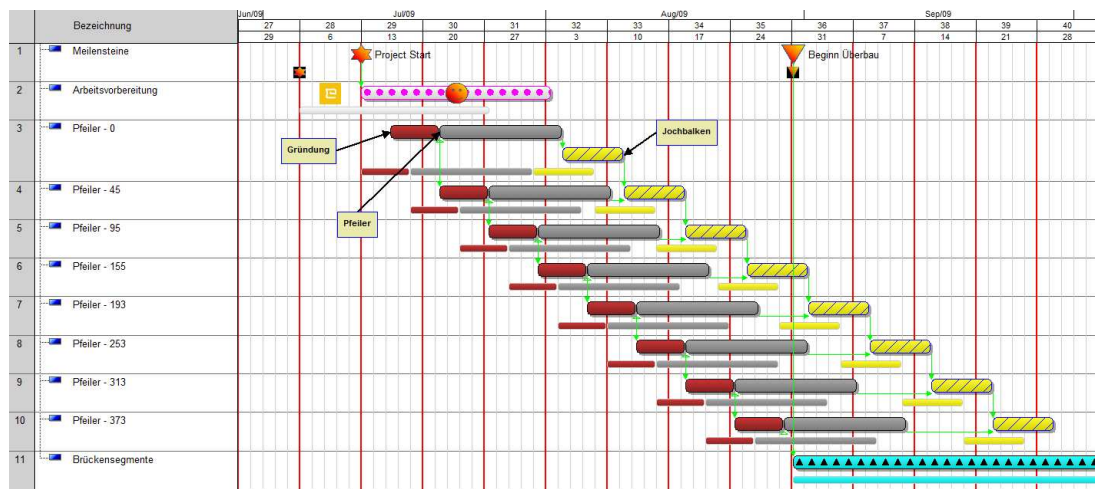 Bezeichnung
Jun/09 Jul/09 Aug/09 Sep/09
27 28 29 30 31 32 33 34 35 36 37 38 39 40
29 6 13 20 27 3 10 17 24 31 7 14 21 28
1 Meilensteine Project Start Beginn Überbau
2 Arbeitsvorbereitung
3 Pfeiler - 0
Jochbalken
Gründung
4 Pfeiler - 45
Pfeiler
5 Pfeiler - 95
6 Pfeiler - 155
7 Pfeiler - 193
8 Pfeiler - 253
9 Pfeiler - 313
10 Pfeiler - 373
11 Brückensegmente